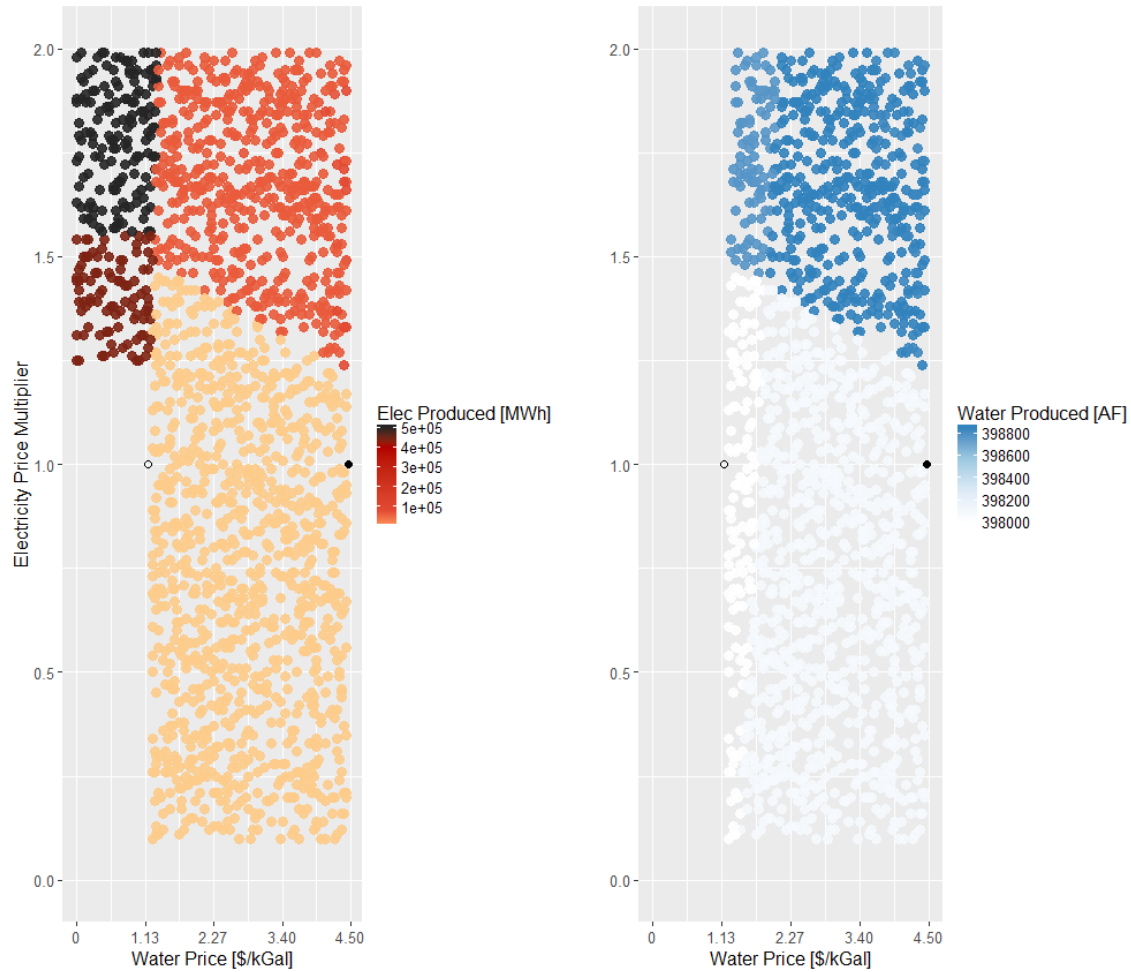 Electricity Price Multiplier
2.0
1.5
1.0
0.5
0.0
0 1.13 2.27 3.40 4.50
Water Price [$/kGal]
Elec Produced [MWh]
5e+05
4e+05
3e+05
2e+05
1e+05
2.0
1.5
1.0
0.5
0.0
0 1.13 2.27 3.40 4.50
Water Price [$/kGal]
Water Produced [AF]
398800
398600
398400
398200
398000